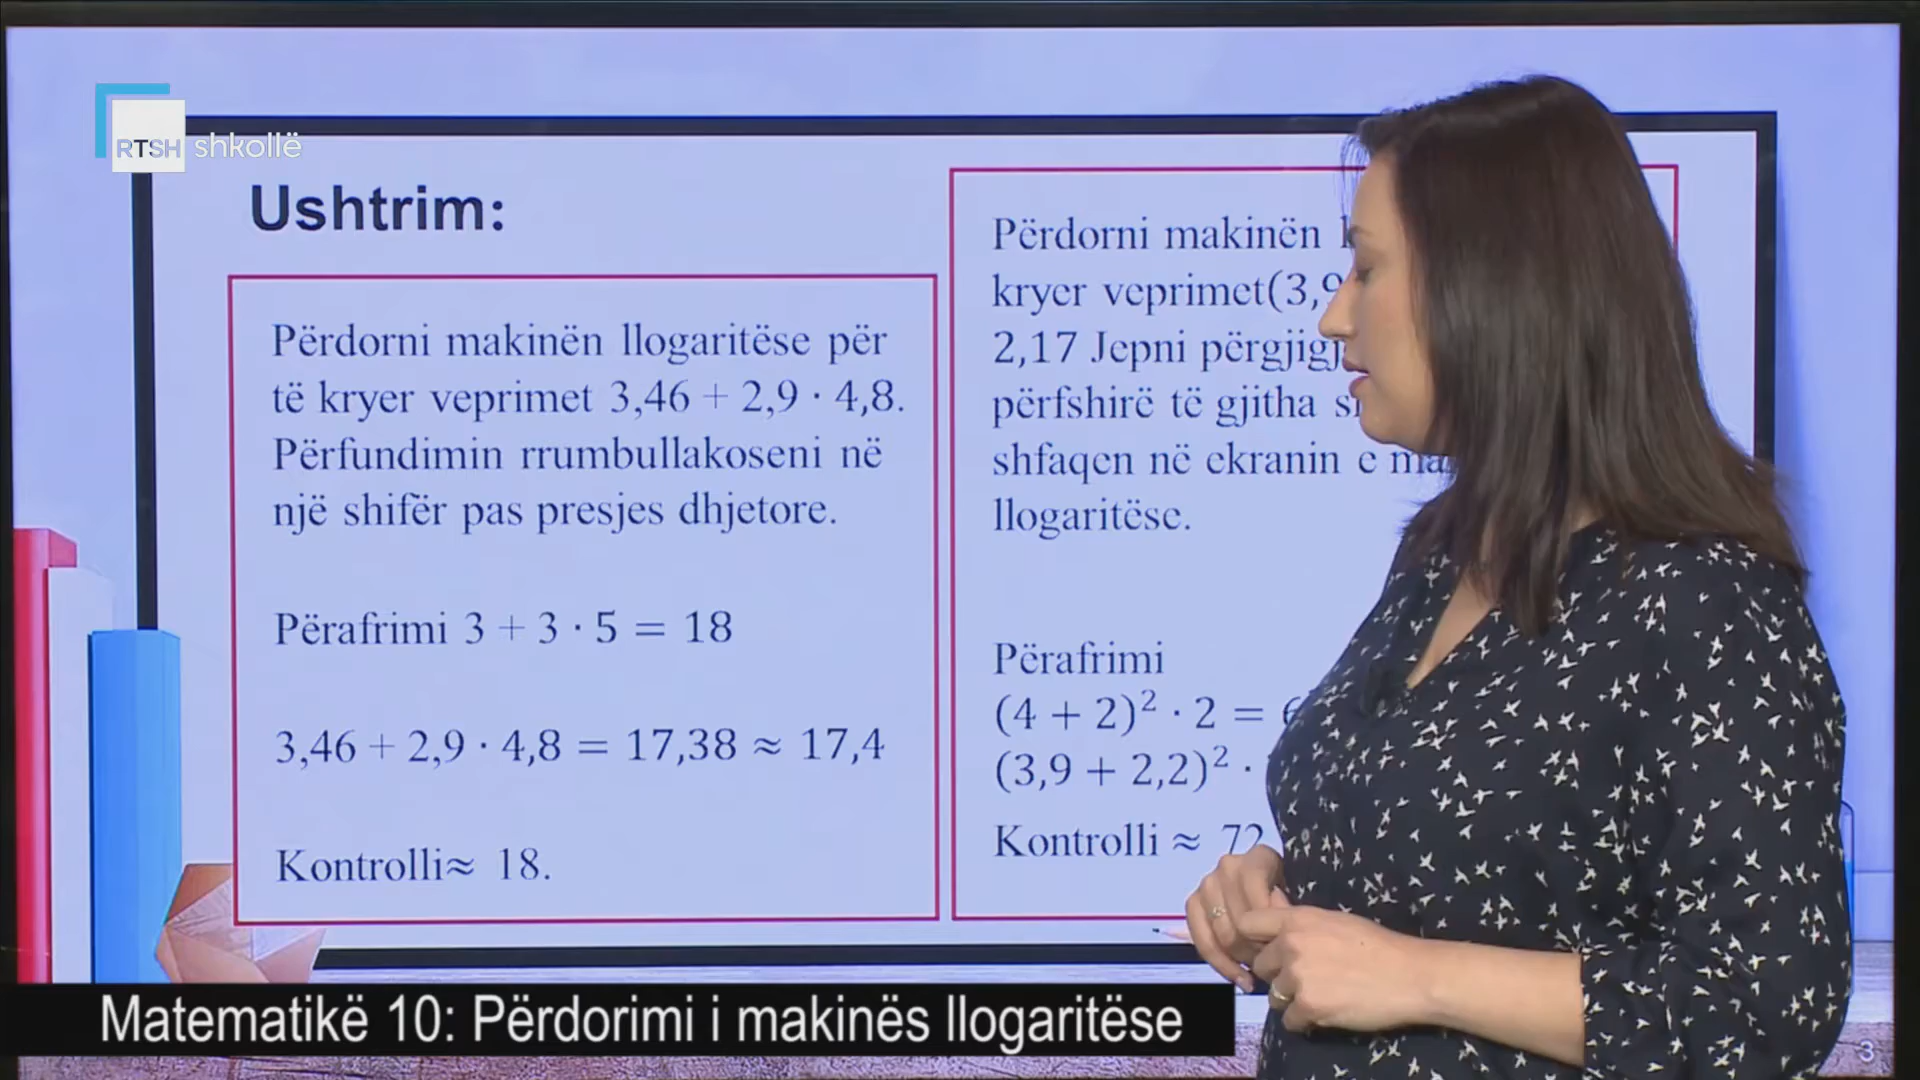 RTSH shkollë
Ushtrim:
Përdorni makinën llogaritëse për
të kryer veprimet 3,46 + 2,9 · 4,8.
Përfundimin rrumbullakoseni në
një shifër pas presjes dhjetore.
Përafrimi 3 + 3 · 5 = 18
3,46 + 2,9 · 4,8 = 17,38 ≈ 17,4
Kontrolli≈ 18.
Përdorni makinën
kryer veprimet(3,9
2,17 Jepni
përfshirë të gjitha
shfaqen në ekranin e
llogaritëse.
Përafrimi
(4 + 2)² · 2 =
(3,9 + 2,2)² ·
Kontrolli ≈ 72
Matematikë 10: Përdorimi i makinës llogaritëse
3